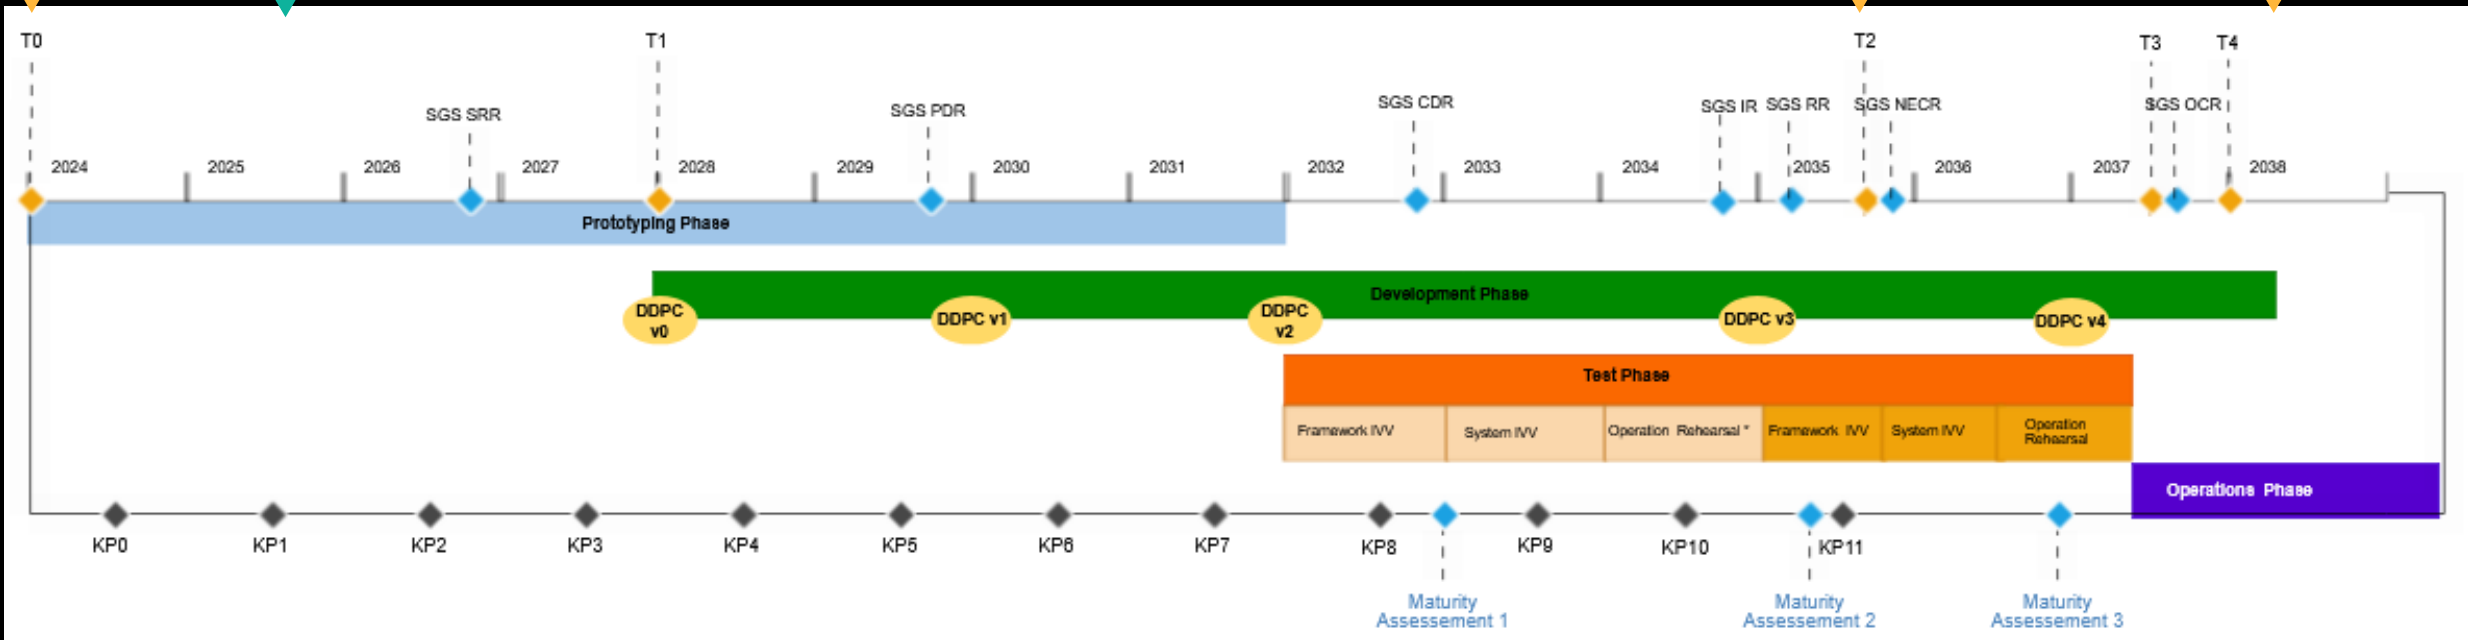 T0
T1
T2
T3
T4
SGS SRR
SGS PDR
SGS CDR
SGS IR
SGS RR
SGS NECR
SGS OCR
2024
2025
2026
2027
2028
2029
2030
2031
2032
2033
2034
2035
2036
2037
2038
Prototyping Phase
Development Phase
DDPC
v0
DDPC v1
DDPC
v2
DDPC v3
DDPC v4
Test Phase
Framework IVV
System IVV
Operation Rehearsal *
Framework IVV
System IVV
Operation
Rehearsal
Operations Phase
KP0
KP1
KP2
KP3
KP4
KP5
KP6
KP7
KP8
KP9
KP10
KP11
Maturity
Assessement 1
Maturity
Assessement 2
Maturity
Assessement 3